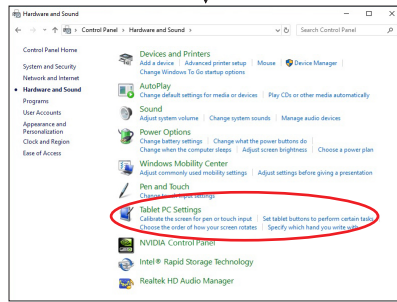 Hardware and Sound
Control Panel > Hardware and Sound >
Search Control Panel
Control Panel Home
System and Security
Network and Internet
Hardware and Sound
Programs
User Accounts
Appearance and
Personalization
Clock and Region
Ease of Access
Devices and Printers
Add a device | Advanced printer setup | Mouse | Device Manager |
Change Windows To Go startup options
AutoPlay
Change default settings for media or devices | Play CDs or other media automatically
Sound
Adjust system volume | Change system sounds | Manage audio devices
Power Options
Change battery settings | Change what the power buttons do |
Change when the computer sleeps | Adjust screen brightness | Choose a power plan
Windows Mobility Center
Adjust commonly used mobility settings | Adjust settings before giving a presentation
Pen and Touch
Change touch input settings
Tablet PC Settings
Calibrate the screen for pen or touch input | Set tablet buttons to perform certain tasks
Choose the order of how your screen rotates | Specify which hand you write with
NVIDIA Control Panel
Intel® Rapid Storage Technology
Realtek HD Audio Manager